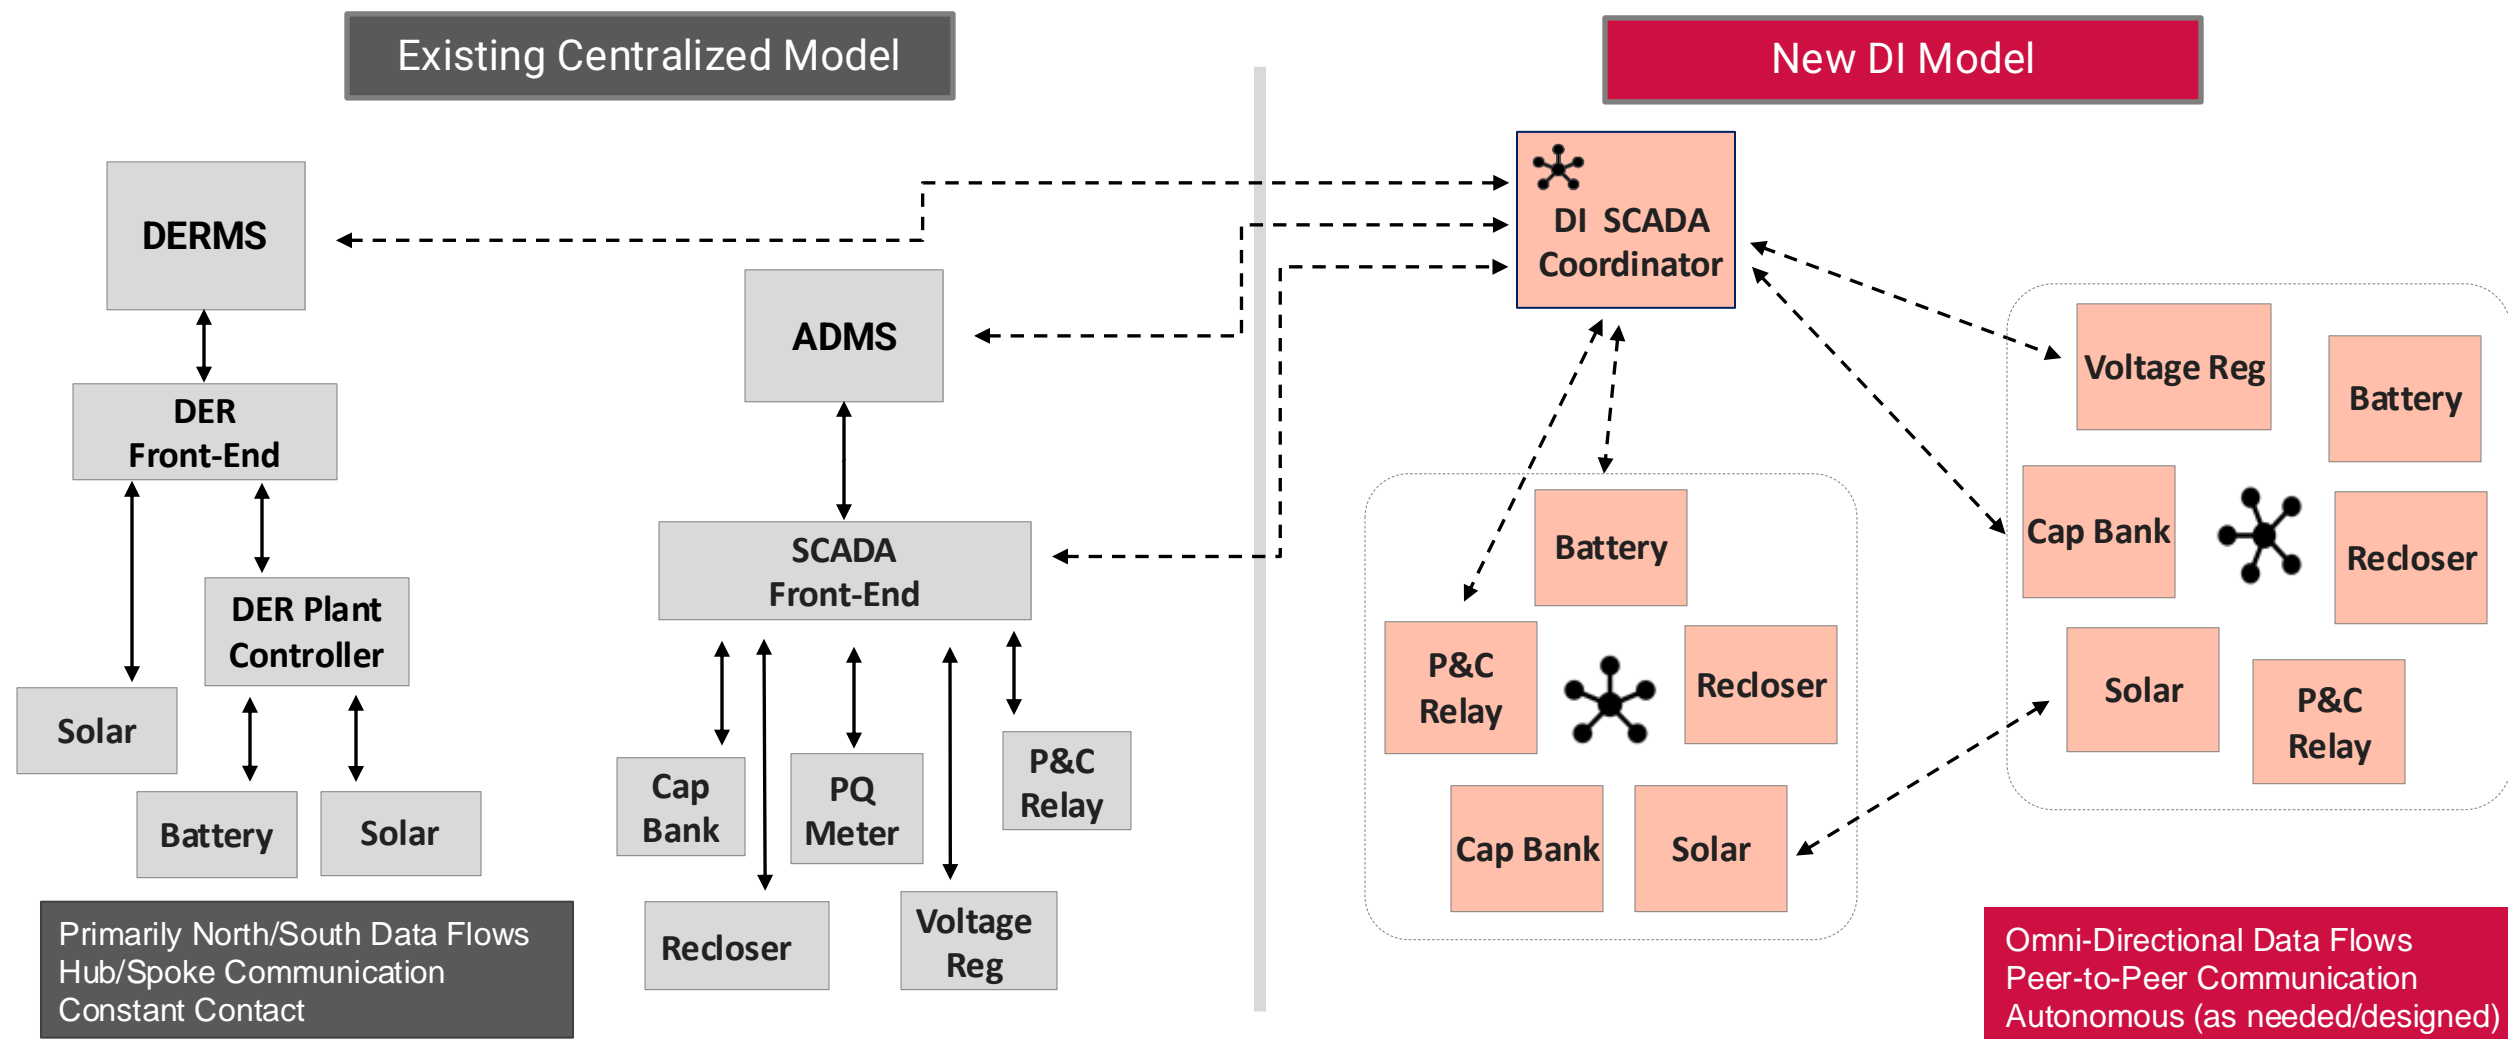 Existing Centralized Model
New DI Model
DERMS
DER
Front-End
DER Plant
Controller
Solar
Battery
Solar
ADMS
SCADA
Front-End
Cap
Bank
PQ
Meter
P&C
Relay
Recloser
Voltage
Reg
Primarily North/South Data Flows
Hub/Spoke Communication
Constant Contact
DI SCADA
Coordinator
Battery
P&C
Relay
Recloser
Cap Bank
Solar
Voltage Reg
Battery
Cap Bank
Recloser
Solar
P&C
Relay
Omni-Directional Data Flows
Peer-to-Peer Communication
Autonomous (as needed/designed)